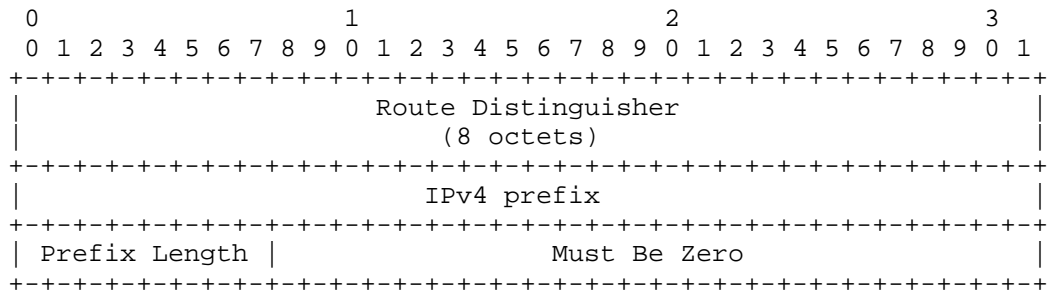 0                   1                   2                   3
 0 1 2 3 4 5 6 7 8 9 0 1 2 3 4 5 6 7 8 9 0 1 2 3 4 5 6 7 8 9 0 1
+-+-+-+-+-+-+-+-+-+-+-+-+-+-+-+-+-+-+-+-+-+-+-+-+-+-+-+-+-+-+-+-+
|                      Route Distinguisher                      |
|                          (8 octets)                           |
+-+-+-+-+-+-+-+-+-+-+-+-+-+-+-+-+-+-+-+-+-+-+-+-+-+-+-+-+-+-+-+-+
|                         IPv4 prefix                           |
+-+-+-+-+-+-+-+-+-+-+-+-+-+-+-+-+-+-+-+-+-+-+-+-+-+-+-+-+-+-+-+-+
| Prefix Length |                 Must Be Zero                  |
+-+-+-+-+-+-+-+-+-+-+-+-+-+-+-+-+-+-+-+-+-+-+-+-+-+-+-+-+-+-+-+-+